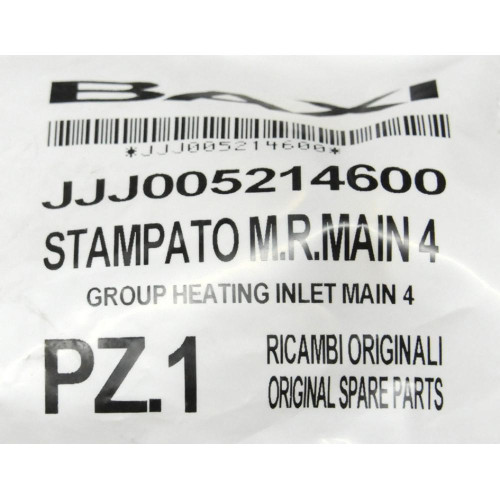 BAXI
*JJJ005214600*
JJJ005214600
STAMPATO M.R.MAIN 4
GROUP HEATING INLET MAIN 4
PZ.1
RICAMBI ORIGINALI
ORIGINAL SPARE PARTS